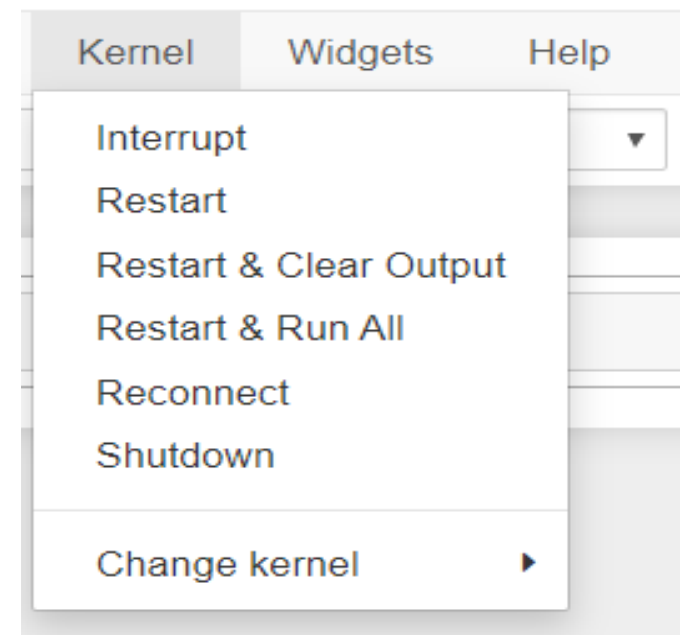 Kernel Widgets Help
Interrupt
Restart
Restart & Clear Output
Restart & Run All
Reconnect
Shutdown
Change kernel